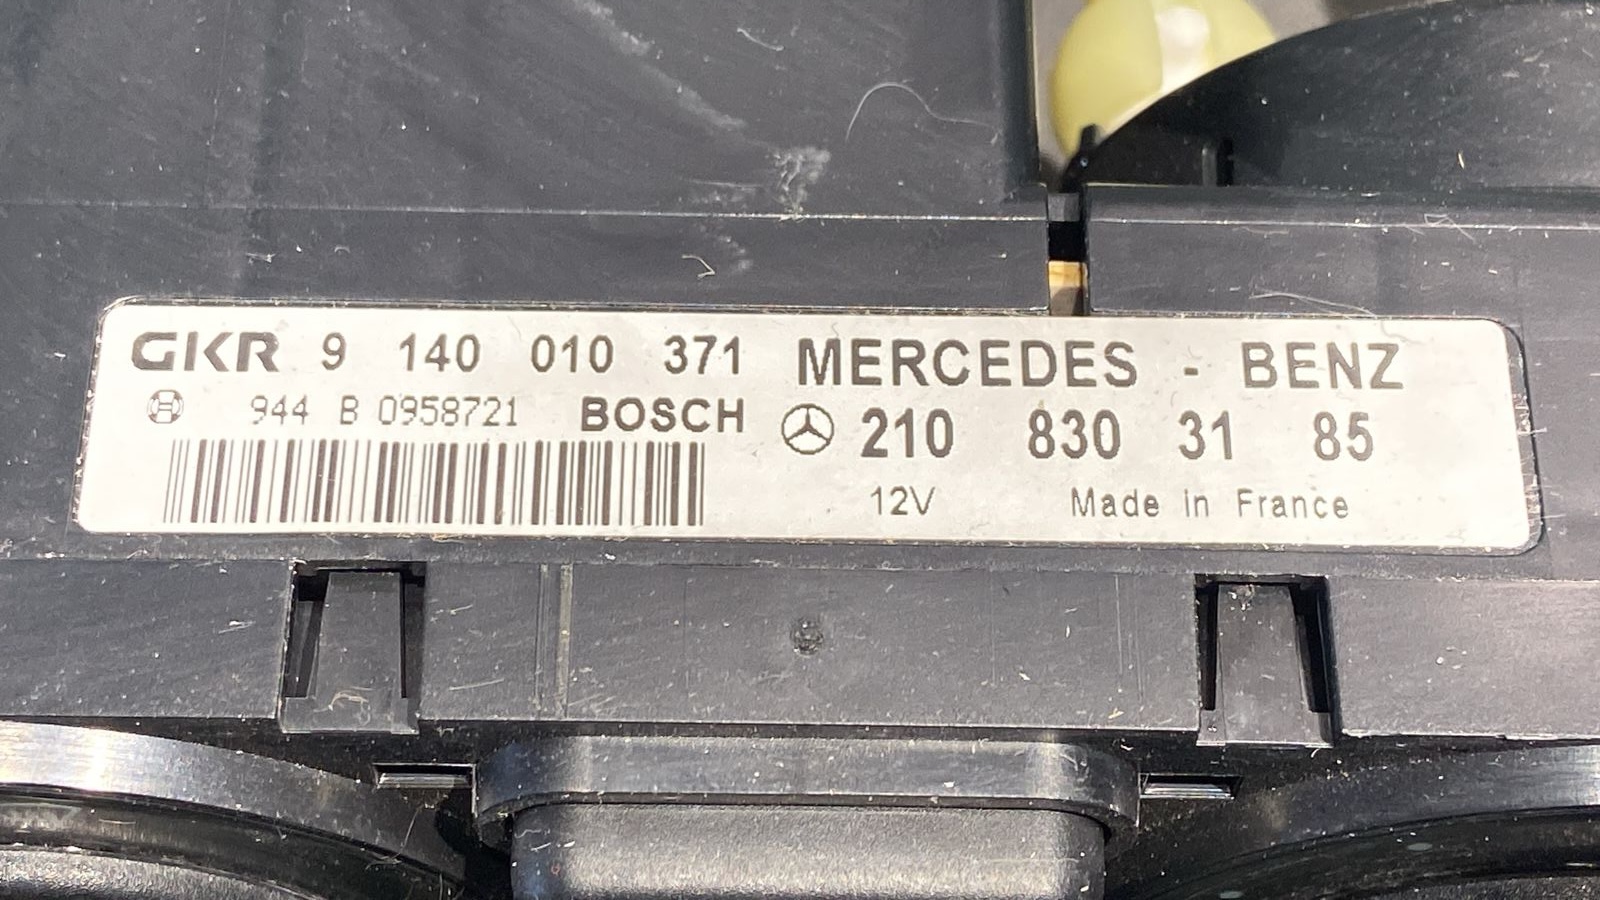 GKR 9 140 010 371 MERCEDES - BENZ
944 B 0958721 BOSCH 210 830 31 85
12V Made in France